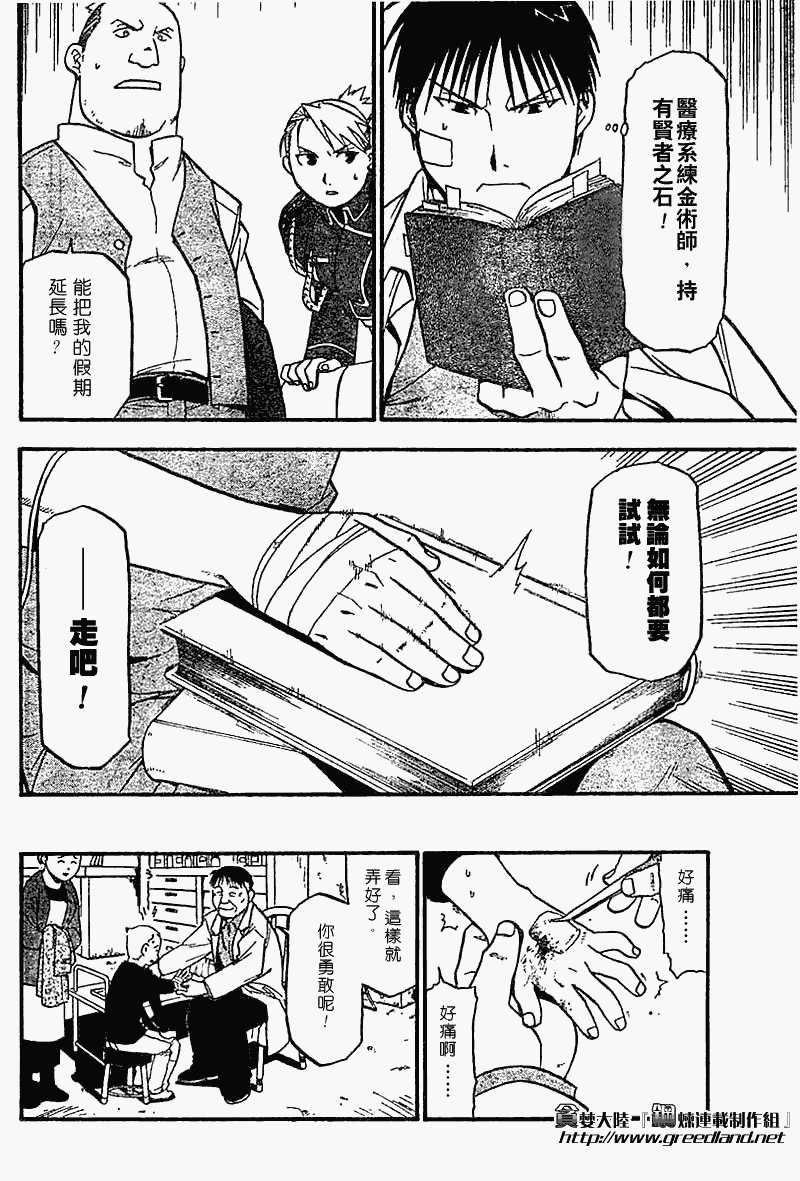 醫療系練金術師，持
有賢者之石！
能把我的假期
延長嗎？
無論如何都要
試試！
——走吧！
好痛……
好痛啊……
看，這樣就
弄好了。
你很勇敢呢！
貪婪大陸-『鋼煉連載制作組』
http://www.greedland.net